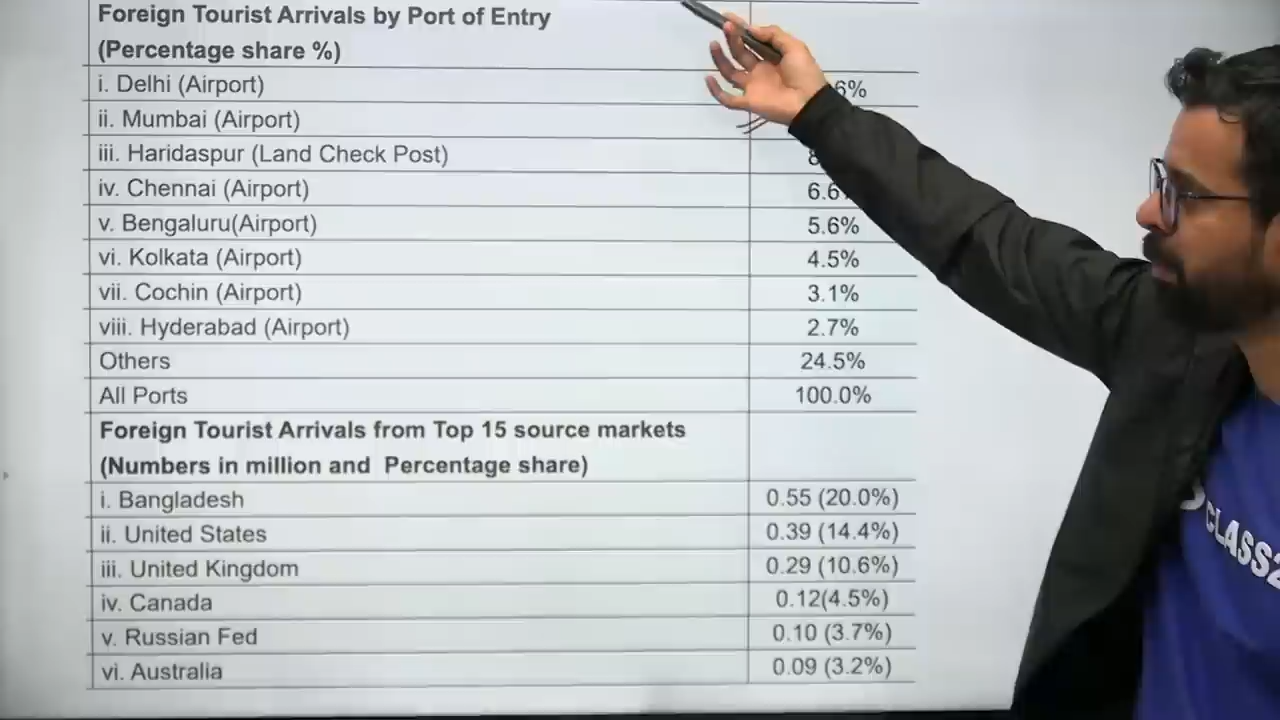 Foreign Tourist Arrivals by Port of Entry
(Percentage share %)
i. Delhi (Airport) 6%
ii. Mumbai (Airport)
iii. Haridaspur (Land Check Post)
iv. Chennai (Airport) 6.6
v. Bengaluru(Airport) 5.6%
vi. Kolkata (Airport) 4.5%
vii. Cochin (Airport) 3.1%
viii. Hyderabad (Airport) 2.7%
Others 24.5%
All Ports 100.0%
Foreign Tourist Arrivals from Top 15 source markets
(Numbers in million and Percentage share)
i. Bangladesh 0.55 (20.0%)
ii. United States 0.39 (14.4%)
iii. United Kingdom 0.29 (10.6%)
iv. Canada 0.12(4.5%)
v. Russian Fed 0.10 (3.7%)
vi. Australia 0.09 (3.2%)
CLASS2